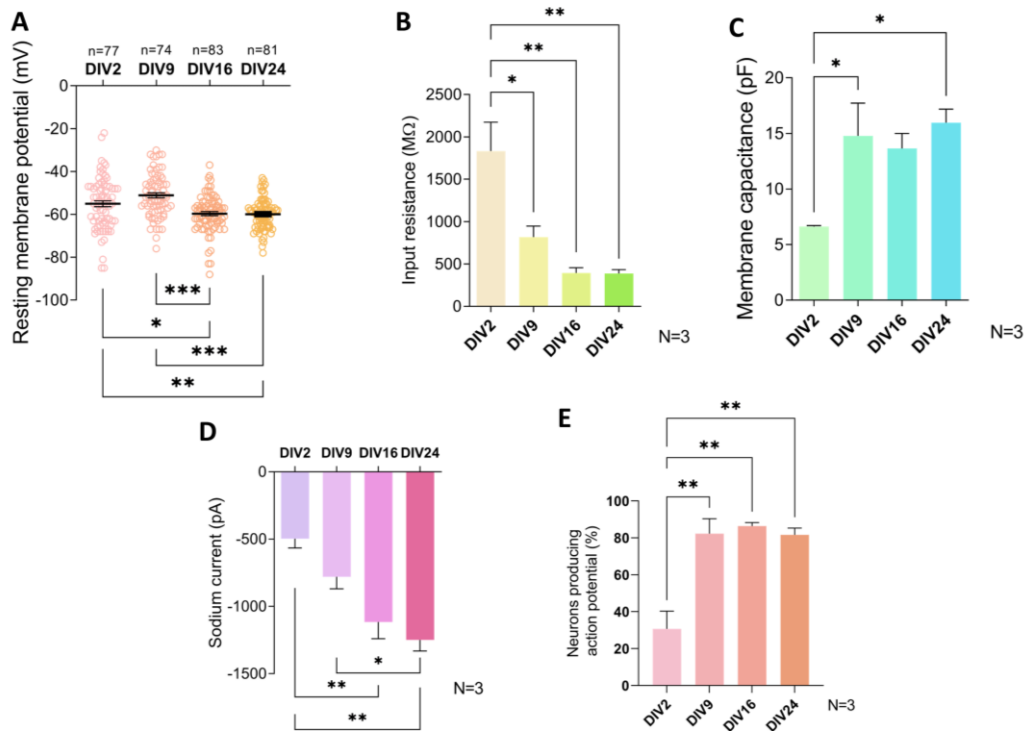 A
n=77 n=74 n=83 n=81
DIV2 DIV9 DIV16 DIV24
Resting membrane potential (mV)
0
-20
-40
-60
-80
-100
***
*
***
**
B
**
**
*
Input resistance (MΩ)
2500
2000
1500
1000
500
0
DIV2 DIV9 DIV16 DIV24
N=3
C
*
*
Membrane capacitance (pF)
20
15
10
5
0
DIV2 DIV9 DIV16 DIV24
N=3
D
DIV2 DIV9 DIV16 DIV24
Sodium current (pA)
0
-500
-1000
-1500
*
**
**
N=3
E
**
**
**
Neurons producing
action potential (%)
100
80
60
40
20
0
DIV2 DIV9 DIV16 DIV24
N=3